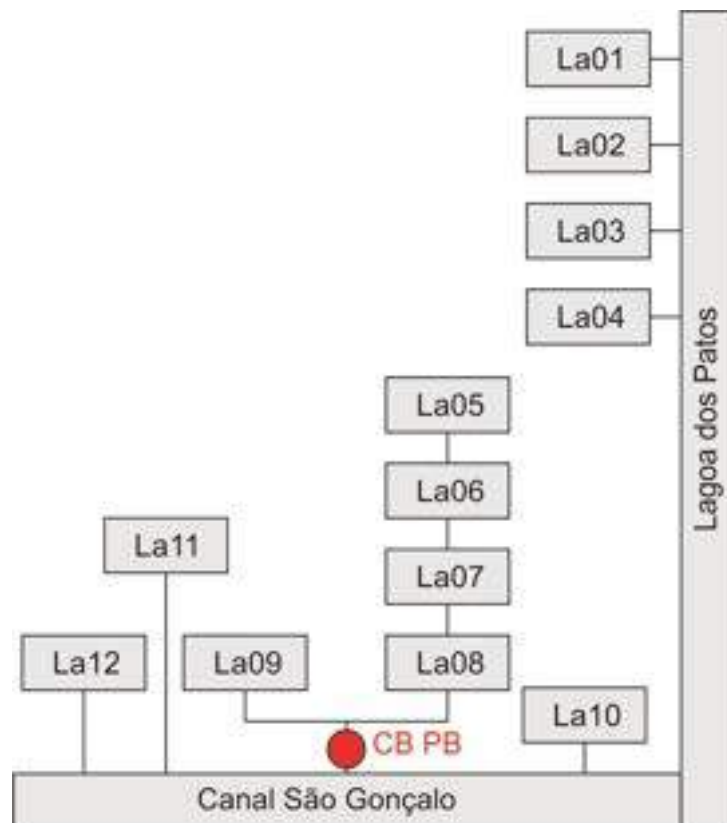 La01
La02
La03
La04
Lagoa dos Patos
La05
La06
La11
La07
La12
La09
La08
La10
CB PB
Canal São Gonçalo